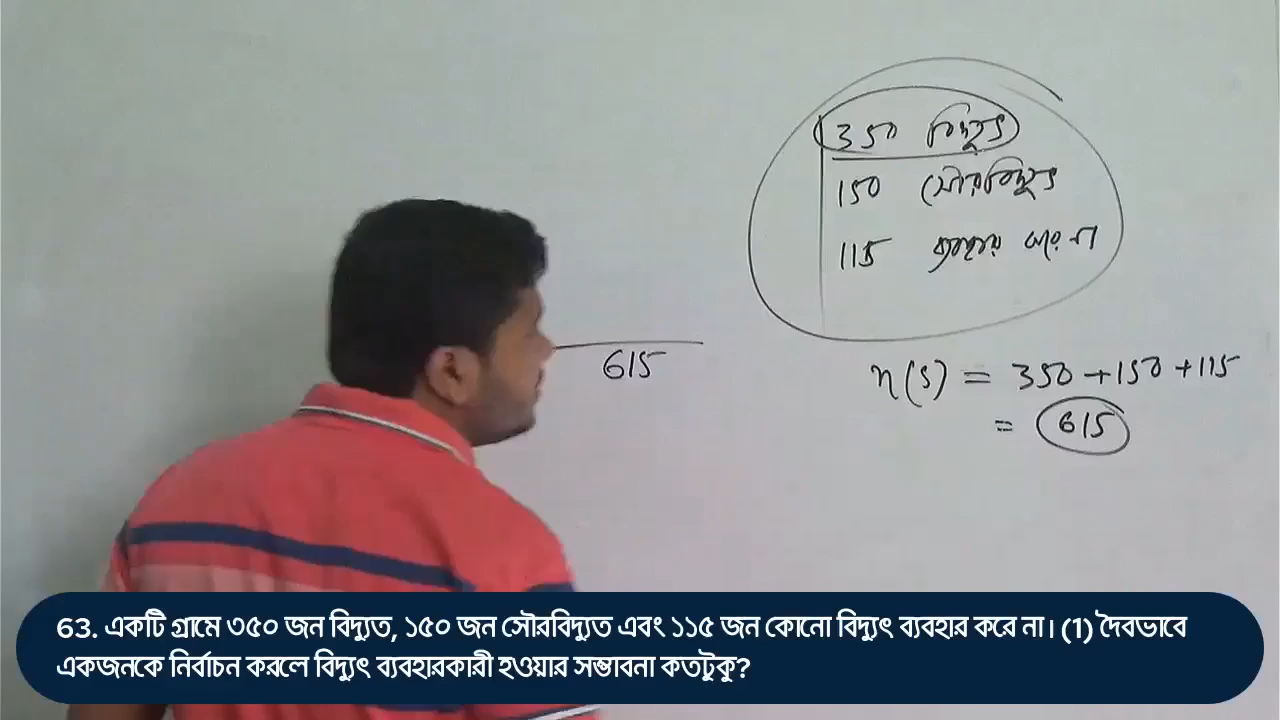 350 বিদ্যুৎ
150 সৌরবিদ্যুৎ
115 ব্যবহার করে না
615
n(s) = 350 + 150 + 115
= 615
63. একটি গ্রামে ৩৫০ জন বিদ্যুত, ১৫০ জন সৌরবিদ্যুত এবং ১১৫ জন কোনো বিদ্যুৎ ব্যবহার করে না। (1) দৈবভাবে
একজনকে নির্বাচন করলে বিদ্যুৎ ব্যবহারকারী হওয়ার সম্ভাবনা কতটুকু?